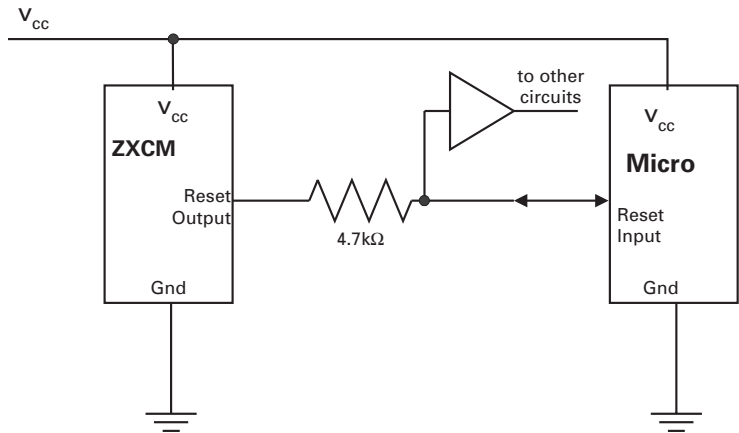 Vcc
Vcc
ZXCM
Reset
Output
Gnd
4.7kΩ
to other
circuits
Vcc
Micro
Reset
Input
Gnd